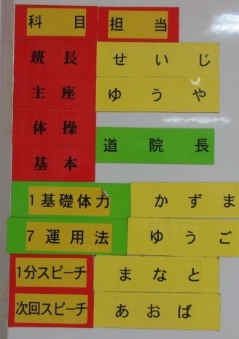 科目 担当
班長 せいじ
主座 ゆうや
体操
道院長
基本
1基礎体力 かずま
7運用法 ゆうご
1分スピーチ まなと
次回スピーチ あおば